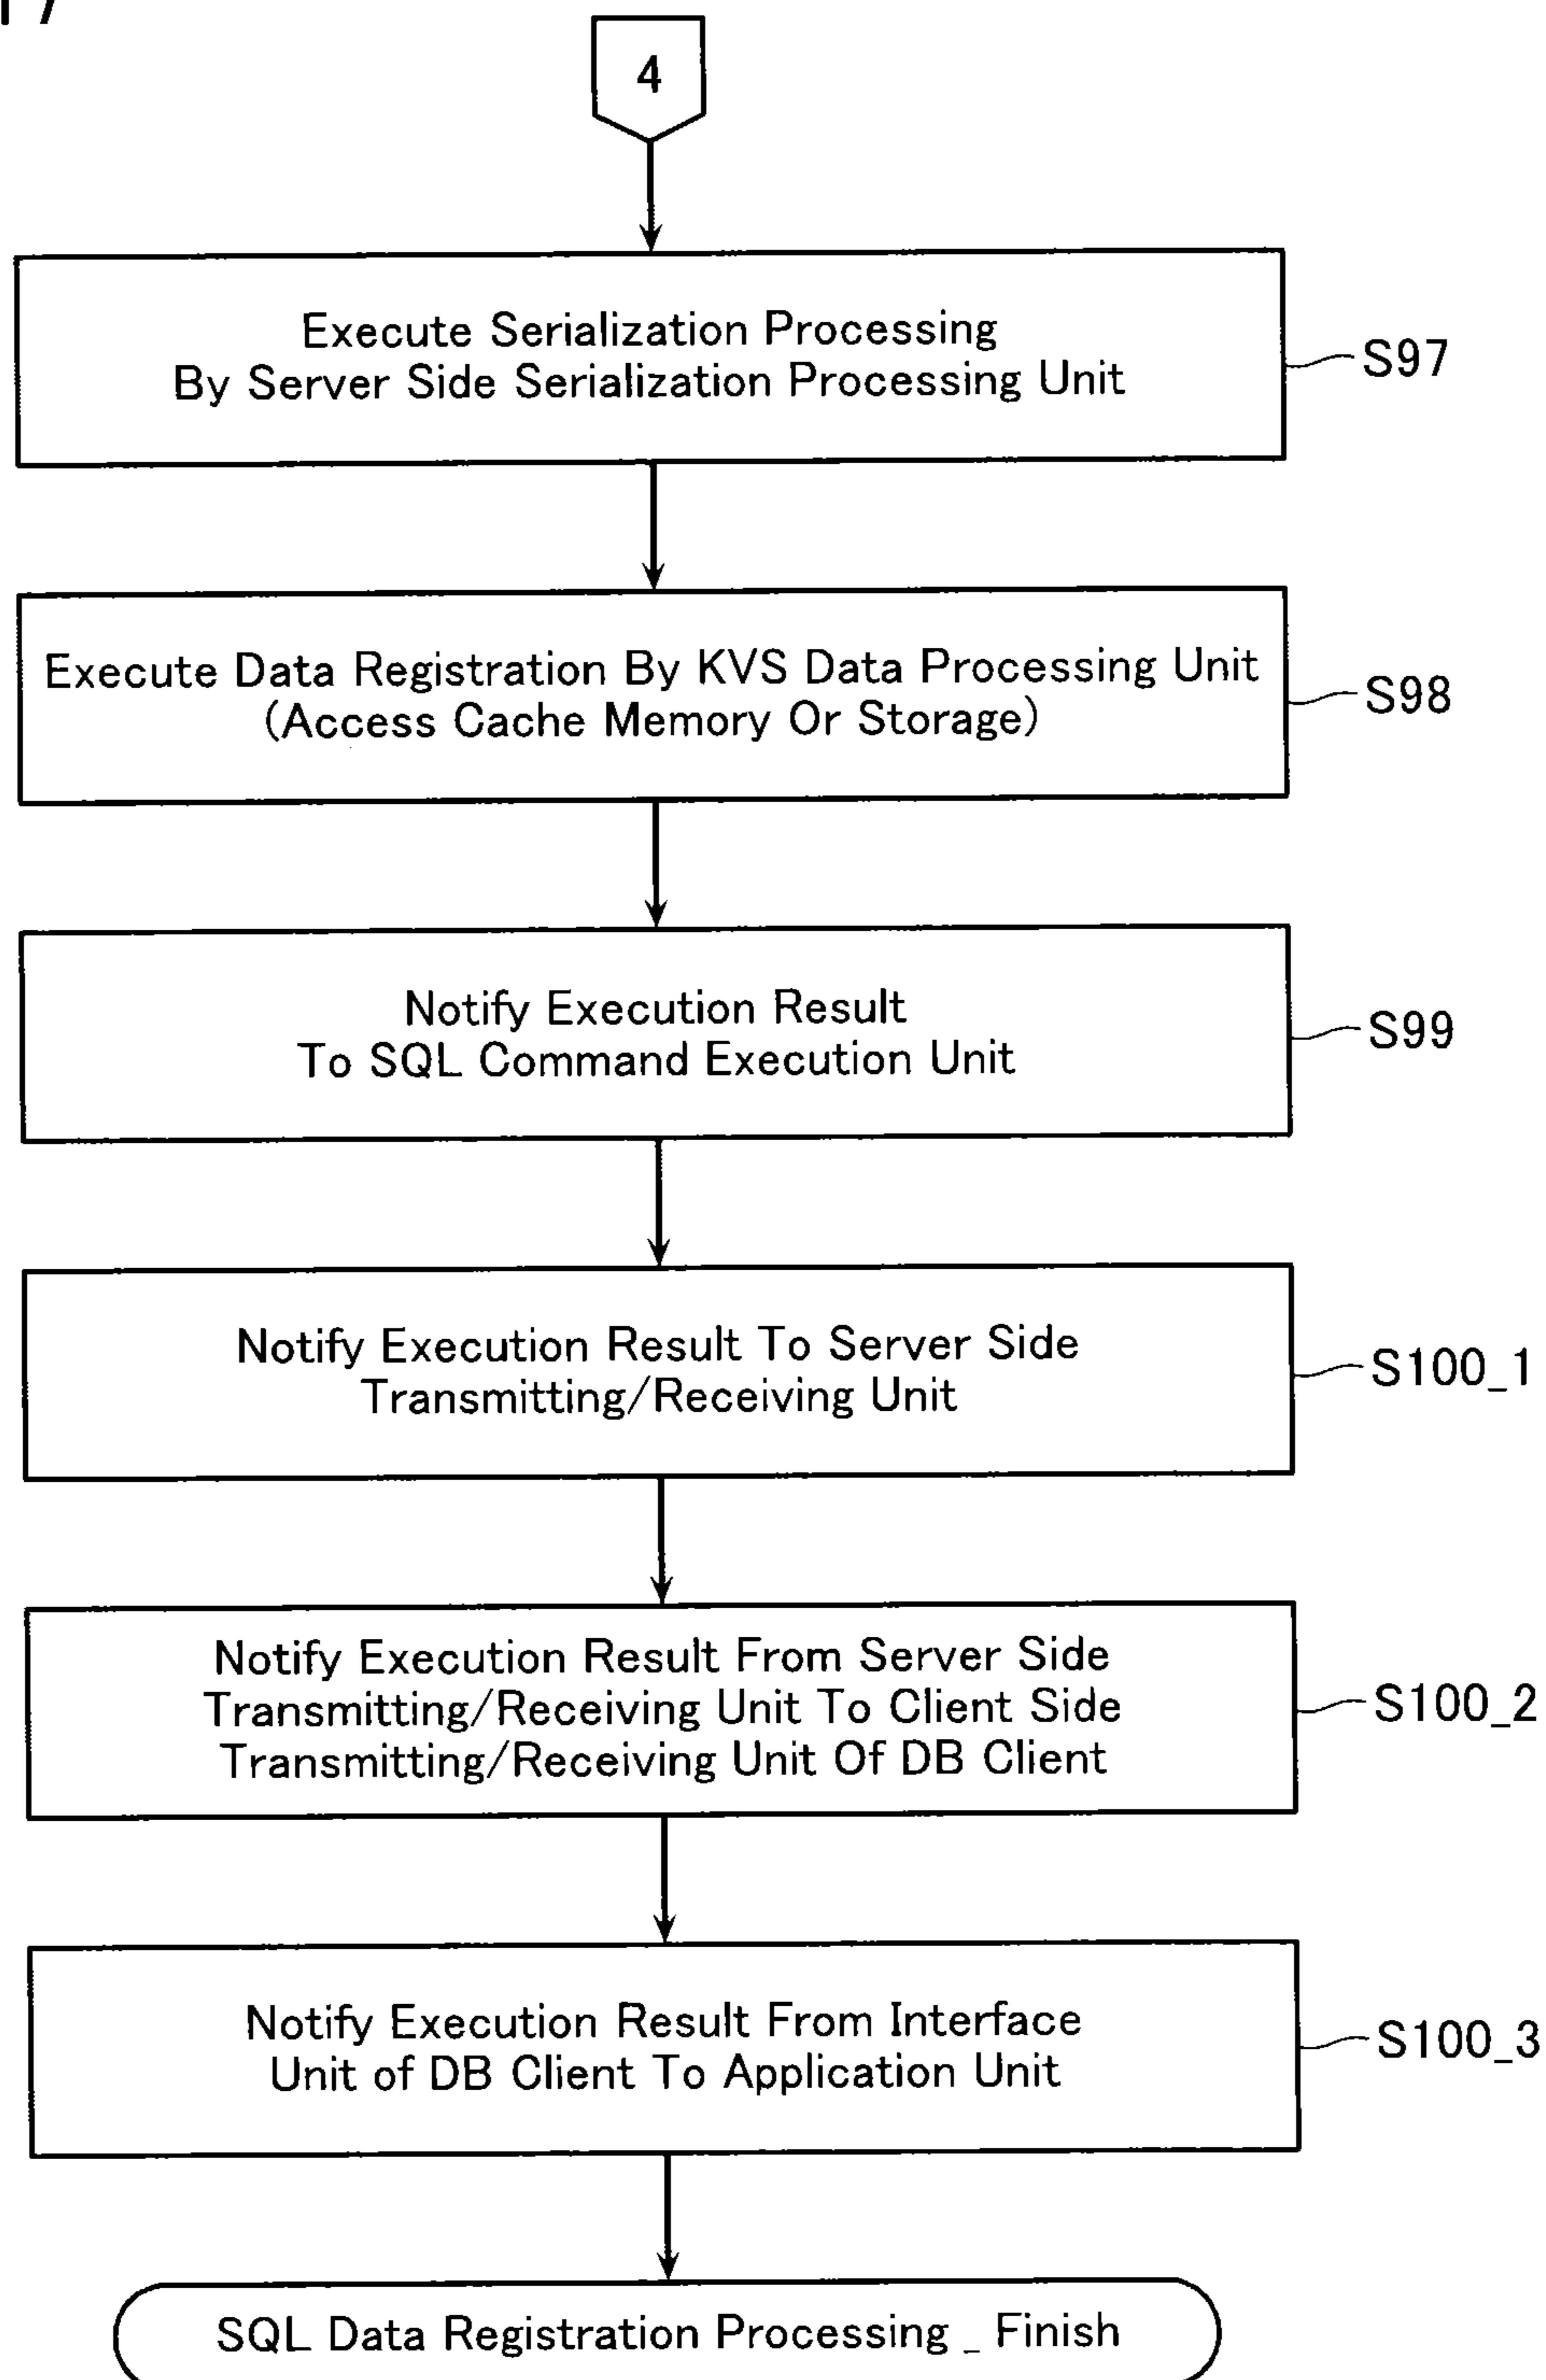 17
4
Execute Serialization Processing
By Server Side Serialization Processing Unit
S97
Execute Data Registration By KVS Data Processing Unit
(Access Cache Memory Or Storage)
S98
Notify Execution Result
To SQL Command Execution Unit
S99
Notify Execution Result To Server Side
Transmitting/Receiving Unit
S100_1
Notify Execution Result From Server Side
Transmitting/Receiving Unit To Client Side
Transmitting/Receiving Unit Of DB Client
S100_2
Notify Execution Result From Interface
Unit of DB Client To Application Unit
S100_3
SQL Data Registration Processing _ Finish